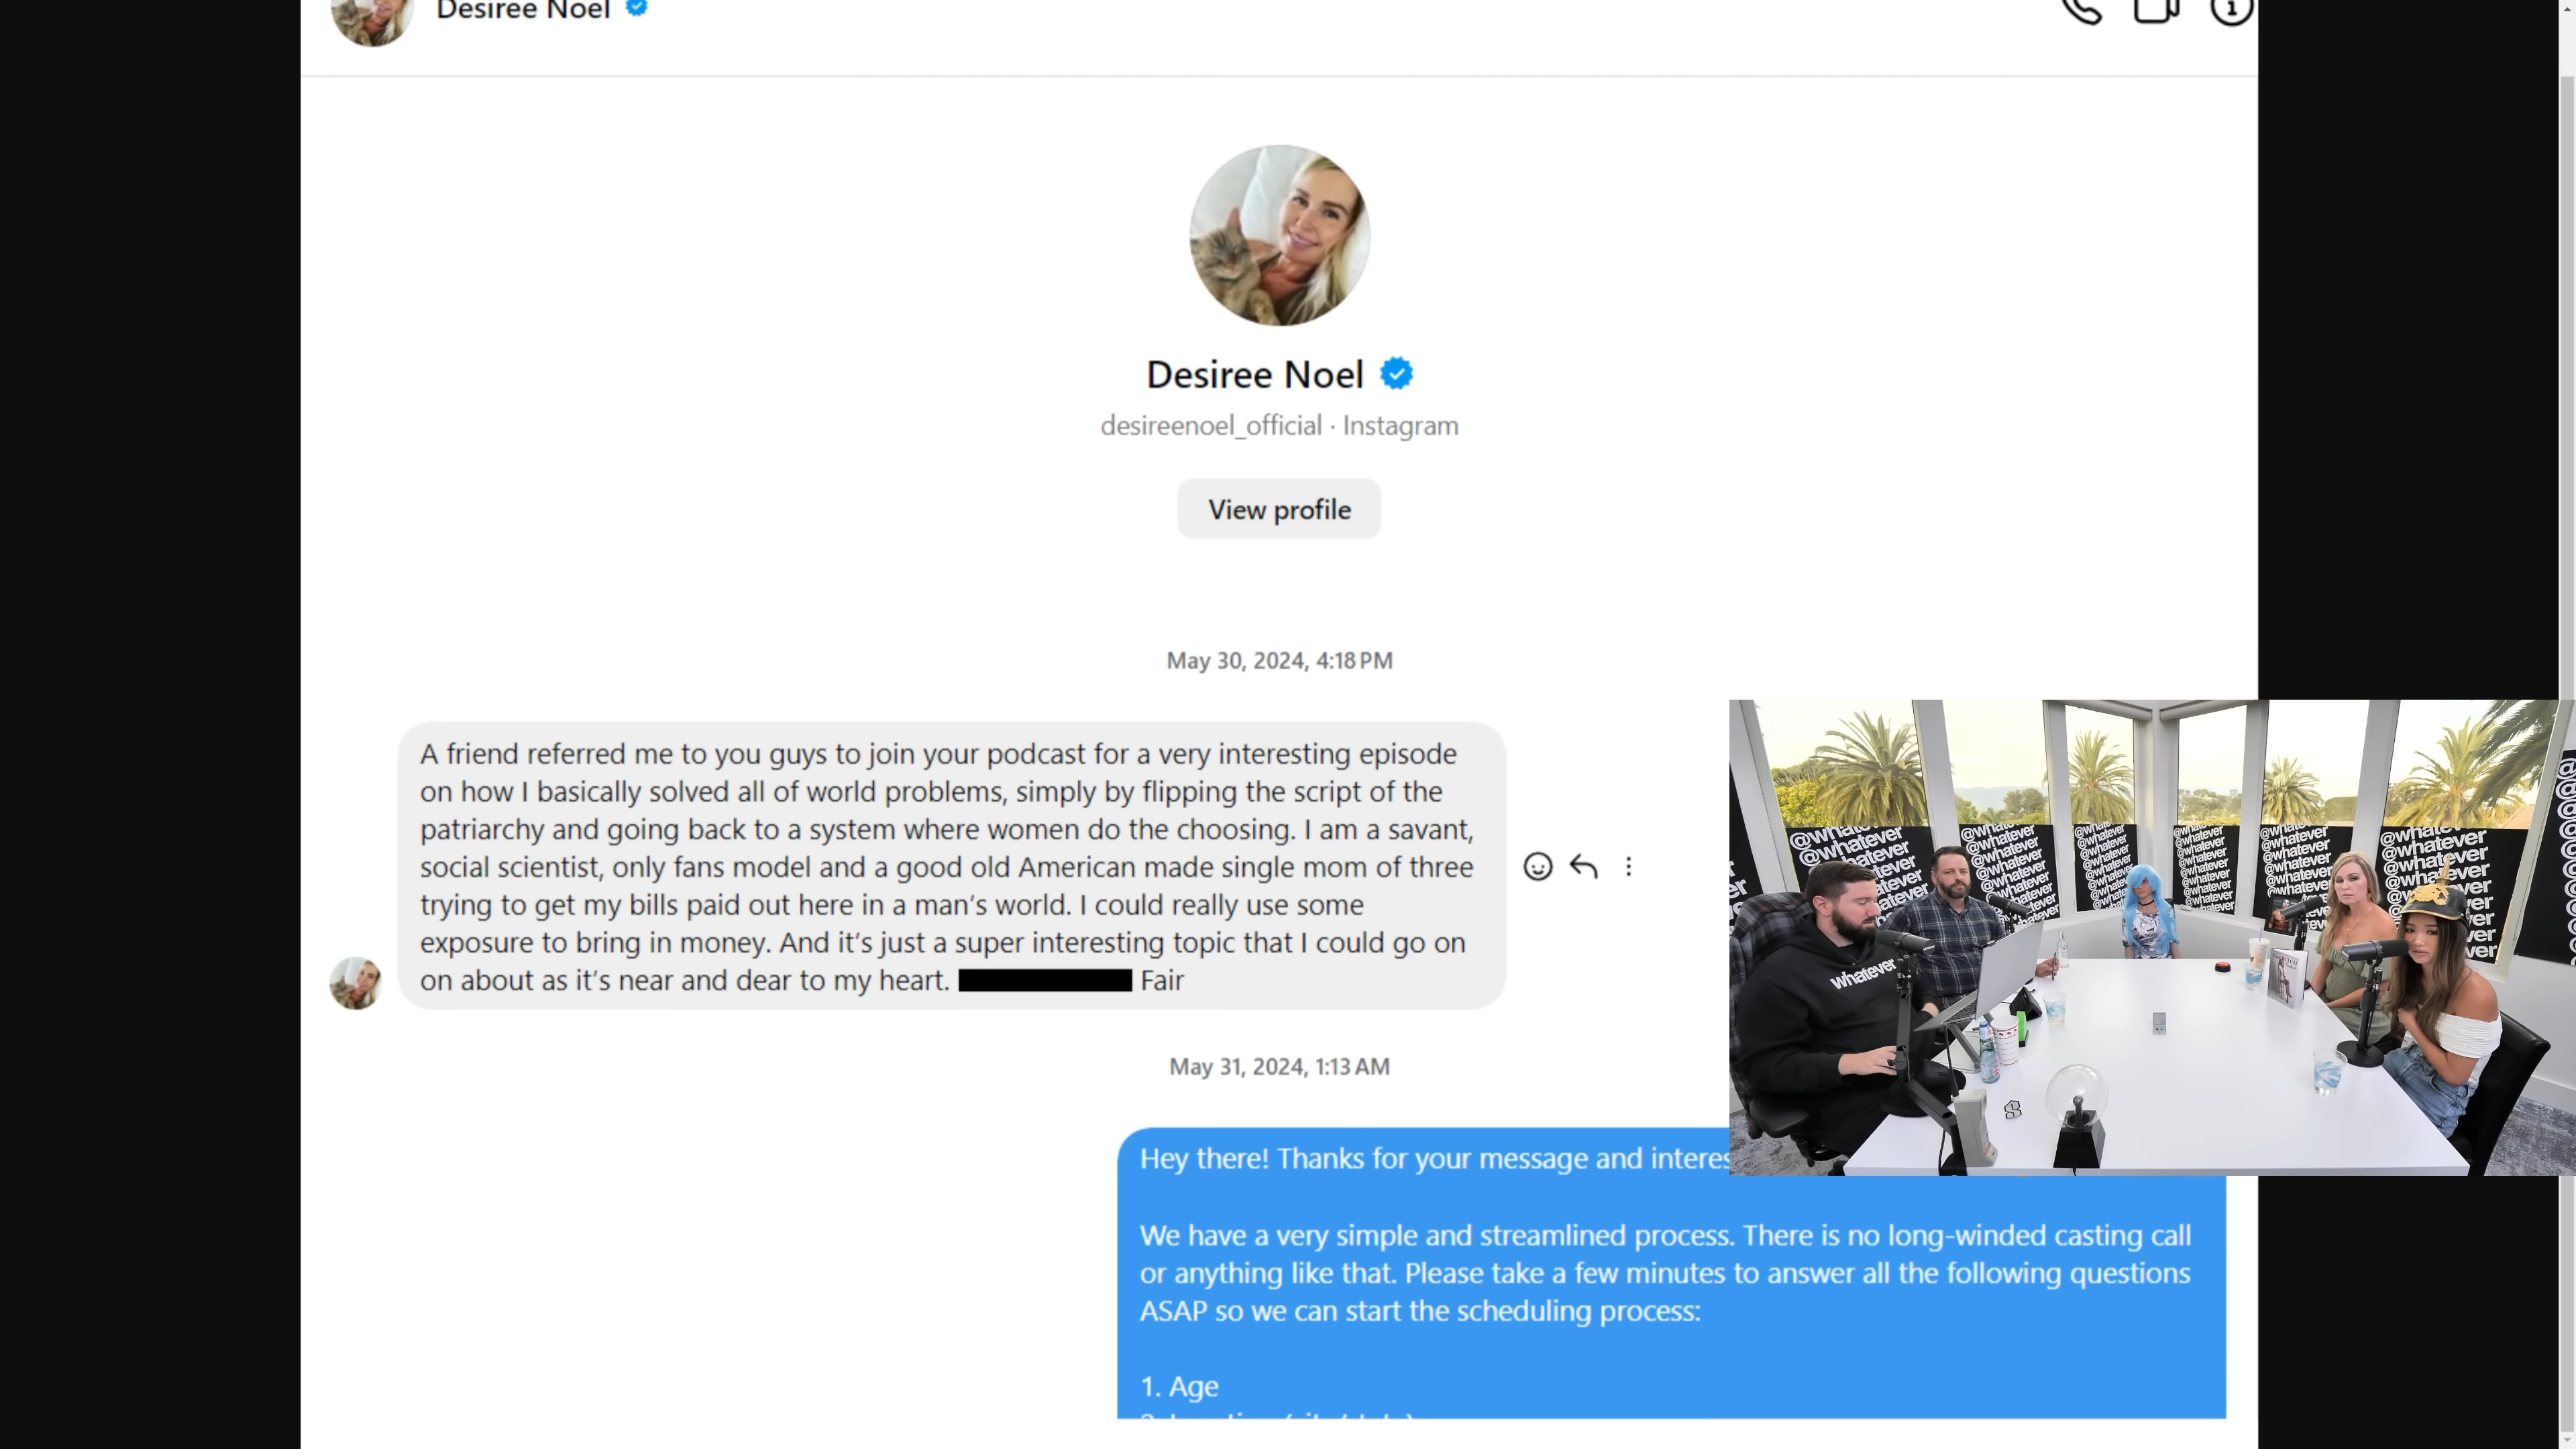 Desiree Noel
Desiree Noel
desireenoel_official · Instagram
View profile
May 30, 2024, 4:18 PM
A friend referred me to you guys to join your podcast for a very interesting episode
on how I basically solved all of world problems, simply by flipping the script of the
patriarchy and going back to a system where women do the choosing. I am a savant,
social scientist, only fans model and a good old American made single mom of three
trying to get my bills paid out here in a man's world. I could really use some
exposure to bring in money. And it's just a super interesting topic that I could go on
on about as it's near and dear to my heart. Fair
May 31, 2024, 1:13 AM
Hey there! Thanks for your message and
We have a very simple and streamlined process. There is no long-winded casting call
or anything like that. Please take a few minutes to answer all the following questions
ASAP so we can start the scheduling process:
1. Age
whatever
@whatever
@whatever
@whatever
@whatever
@whatever
@whatever